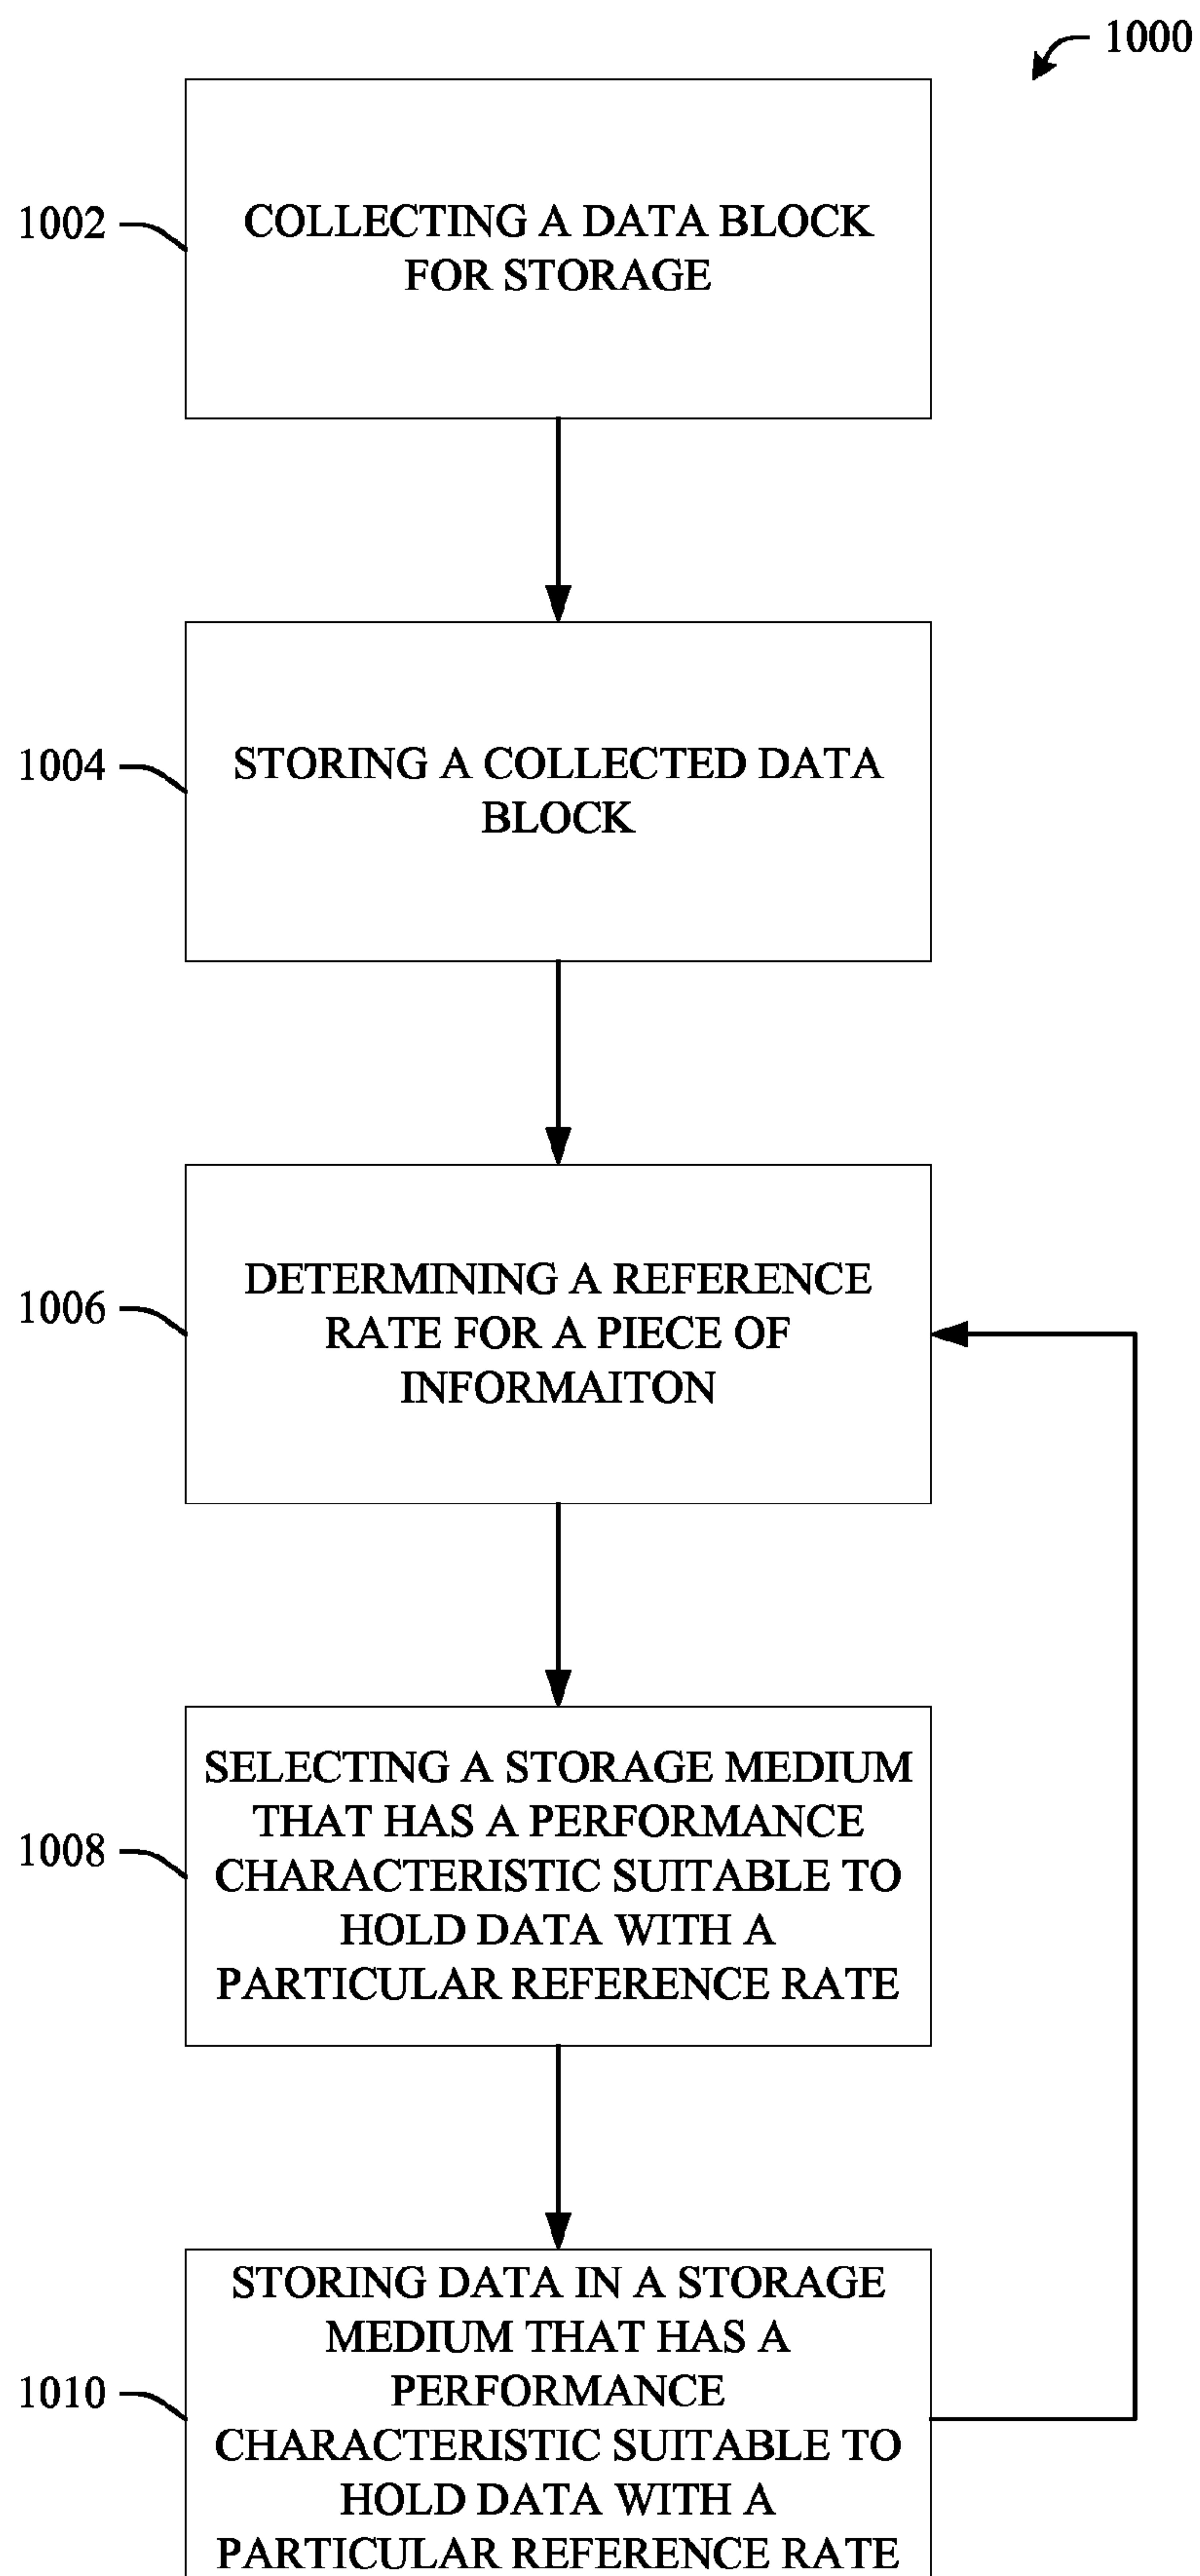 1000
1002
COLLECTING A DATA BLOCK
FOR STORAGE
1004
STORING A COLLECTED DATA
BLOCK
1006
DETERMINING A REFERENCE
RATE FOR A PIECE OF
INFORMAITON
1008
SELECTING A STORAGE MEDIUM
THAT HAS A PERFORMANCE
CHARACTERISTIC SUITABLE TO
HOLD DATA WITH A
PARTICULAR REFERENCE RATE
1010
STORING DATA IN A STORAGE
MEDIUM THAT HAS A
PERFORMANCE
CHARACTERISTIC SUITABLE TO
HOLD DATA WITH A
PARTICULAR REFERENCE RATE